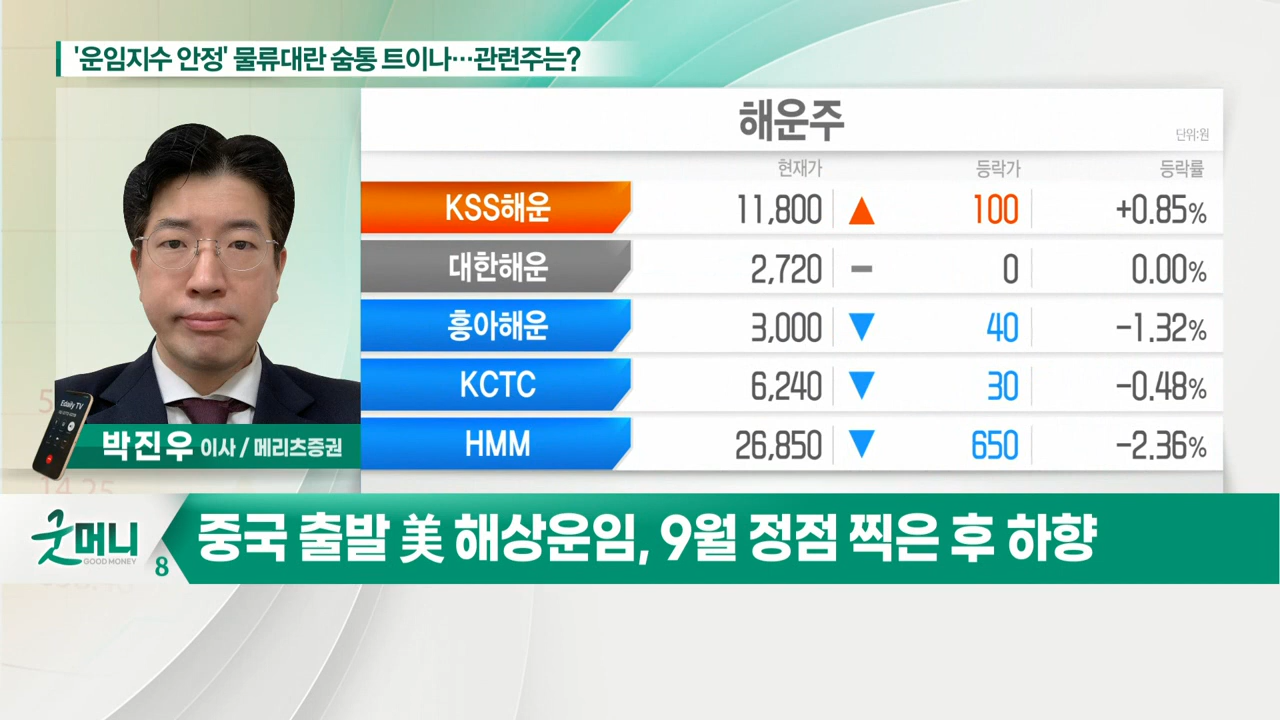 '운임지수 안정' 물류대란 숨통 트이나…관련주는?
해운주
단위:원
현재가 등락가 등락률
KSS해운 11,800 ▲ 100 +0.85%
대한해운 2,720 - 0 0.00%
흥아해운 3,000 ▼ 40 -1.32%
KCTC 6,240 ▼ 30 -0.48%
HMM 26,850 ▼ 650 -2.36%
Edaily TV
박진우 이사 / 메리츠증권
14.25
굿머니
GOOD MONEY
8
중국 출발 美 해상운임, 9월 정점 찍은 후 하향